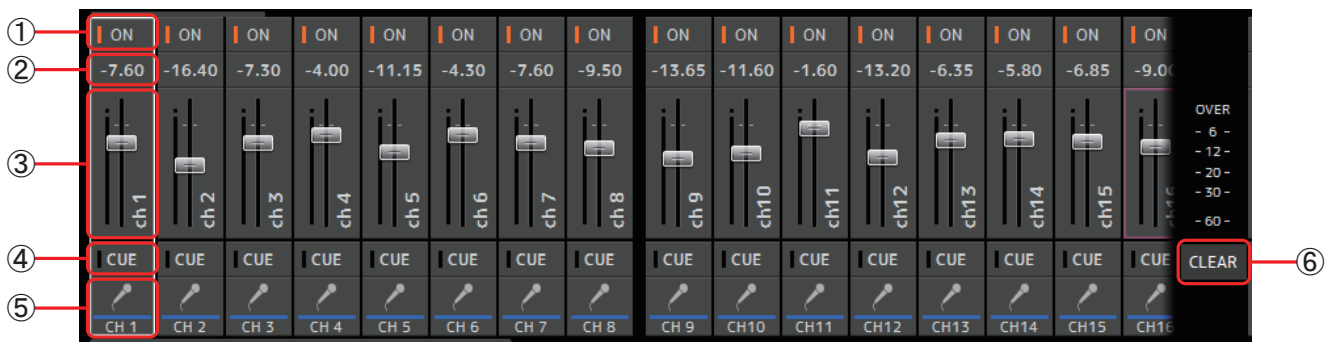 ① ON ON ON ON ON ON ON ON ON ON ON ON ON ON ON ON
② -7.60 -16.40 -7.30 -4.00 -11.15 -4.30 -7.60 -9.50 -13.65 -11.60 -1.60 -13.20 -6.35 -5.80 -6.85 -9.00
OVER
- 6 -
- 12 -
- 20 -
- 30 -
- 60 -
③ ch 1 ch 2 ch 3 ch 4 ch 5 ch 6 ch 7 ch 8 ch 9 ch10 ch11 ch12 ch13 ch14 ch15 ch16
④ CUE CUE CUE CUE CUE CUE CUE CUE CUE CUE CUE CUE CUE CUE CUE CUE CLEAR ⑥
⑤ CH 1 CH 2 CH 3 CH 4 CH 5 CH 6 CH 7 CH 8 CH 9 CH10 CH11 CH12 CH13 CH14 CH15 CH16